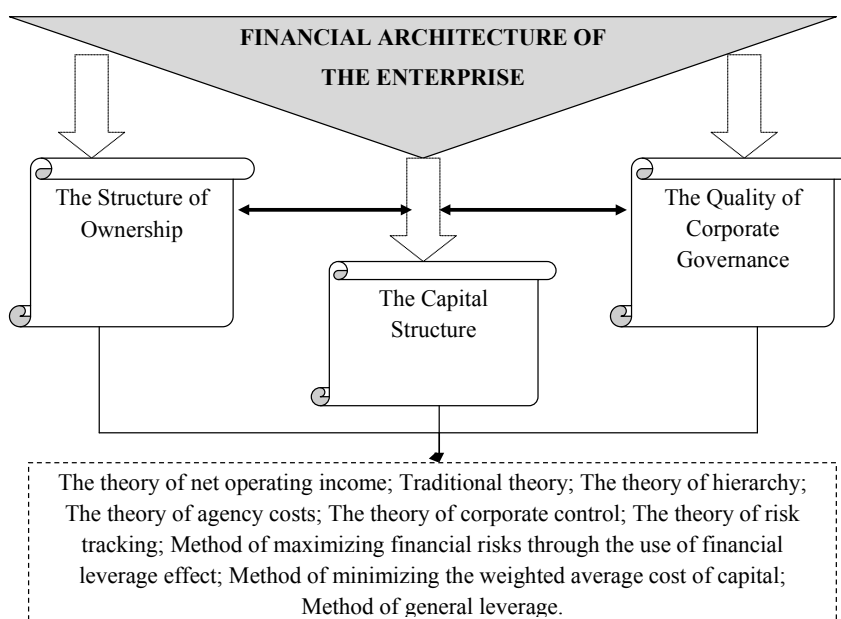 FINANCIAL ARCHITECTURE OF
THE ENTERPRISE
The Structure of
Ownership
The Capital
Structure
The Quality of
Corporate
Governance
The theory of net operating income; Traditional theory; The theory of hierarchy;
The theory of agency costs; The theory of corporate control; The theory of risk
tracking; Method of maximizing financial risks through the use of financial
leverage effect; Method of minimizing the weighted average cost of capital;
Method of general leverage.